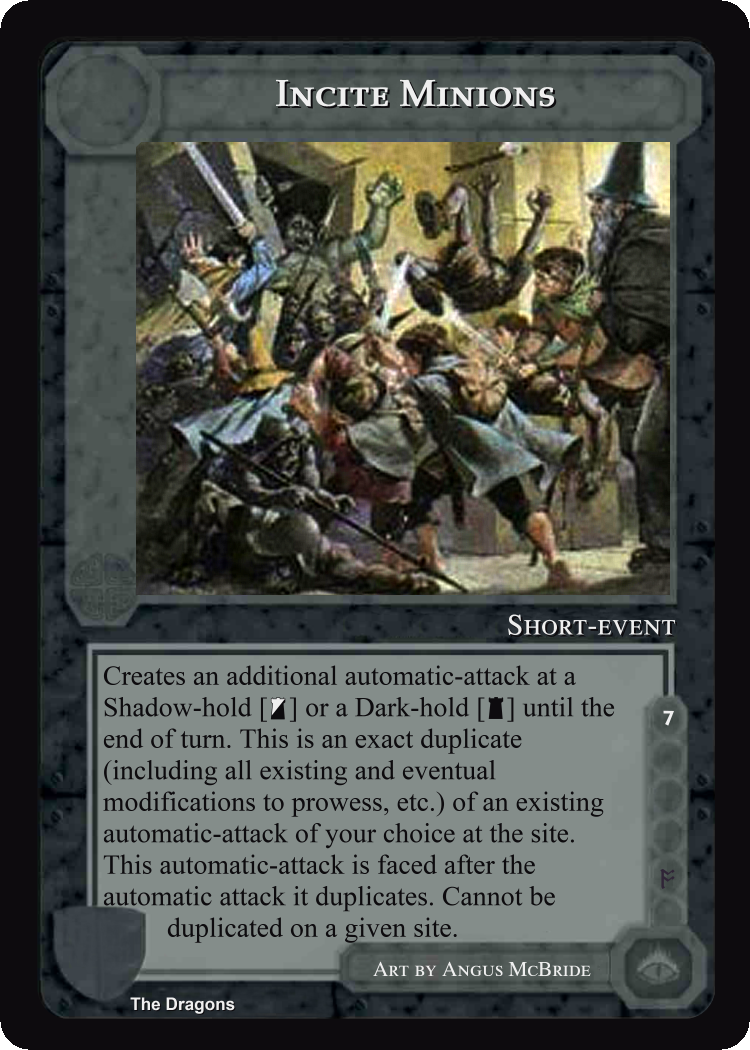 Incite Minions
Short-event
Creates an additional automatic-attack at a
Shadow-hold [] or a Dark-hold [] until the
end of turn. This is an exact duplicate
(including all existing and eventual
modifications to prowess, etc.) of an existing
automatic-attack of your choice at the site.
This automatic-attack is faced after the
automatic attack it duplicates. Cannot be
duplicated on a given site.
7
ᚩ
Art by Angus McBride
The Dragons